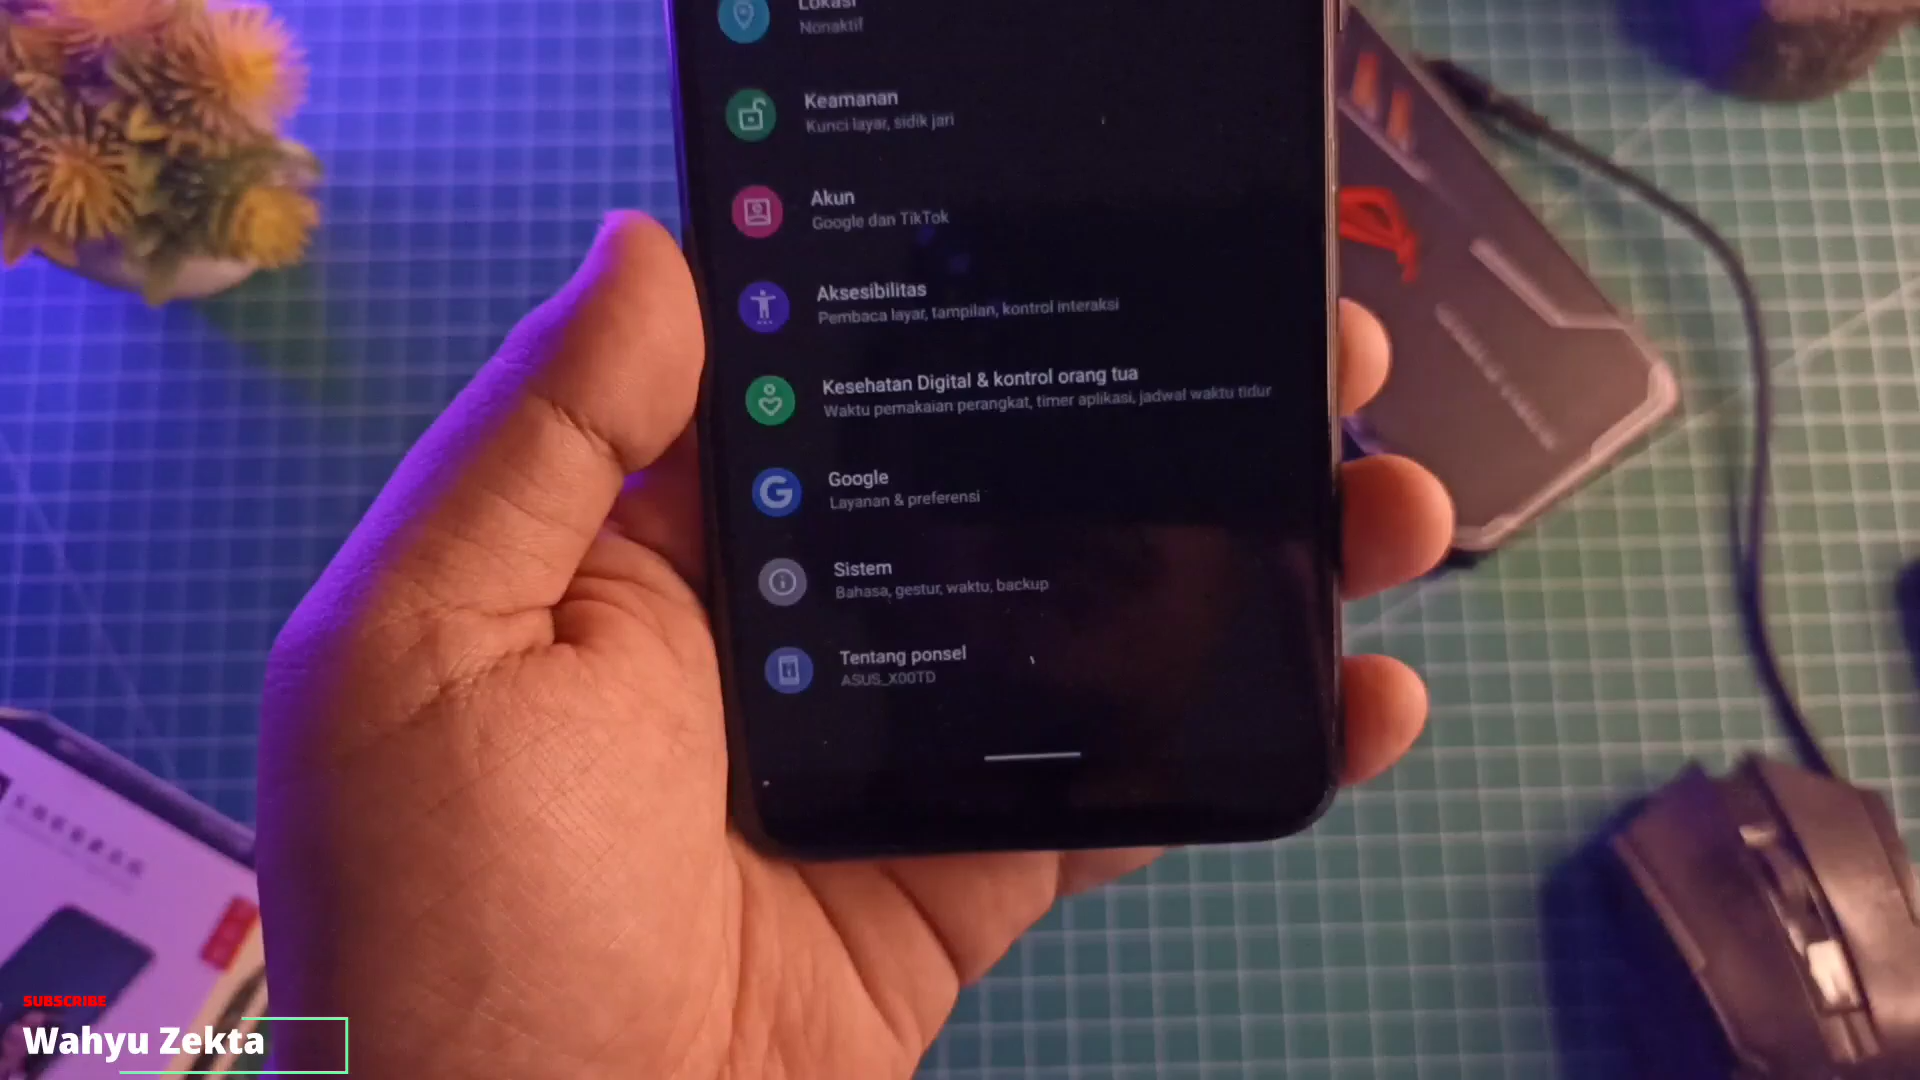 Lokasi
Nonaktif
Keamanan
Kunci layar, sidik jari
Akun
Google dan TikTok
Aksesibilitas
Pembaca layar, tampilan, kontrol interaksi
Kesehatan Digital & kontrol orang tua
Waktu pemakaian perangkat, timer aplikasi, jadwal waktu tidur
Google
Layanan & preferensi
Sistem
Bahasa, gestur, waktu, backup
Tentang ponsel
ASUS_X00TD
SUBSCRIBE
Wahyu Zekta